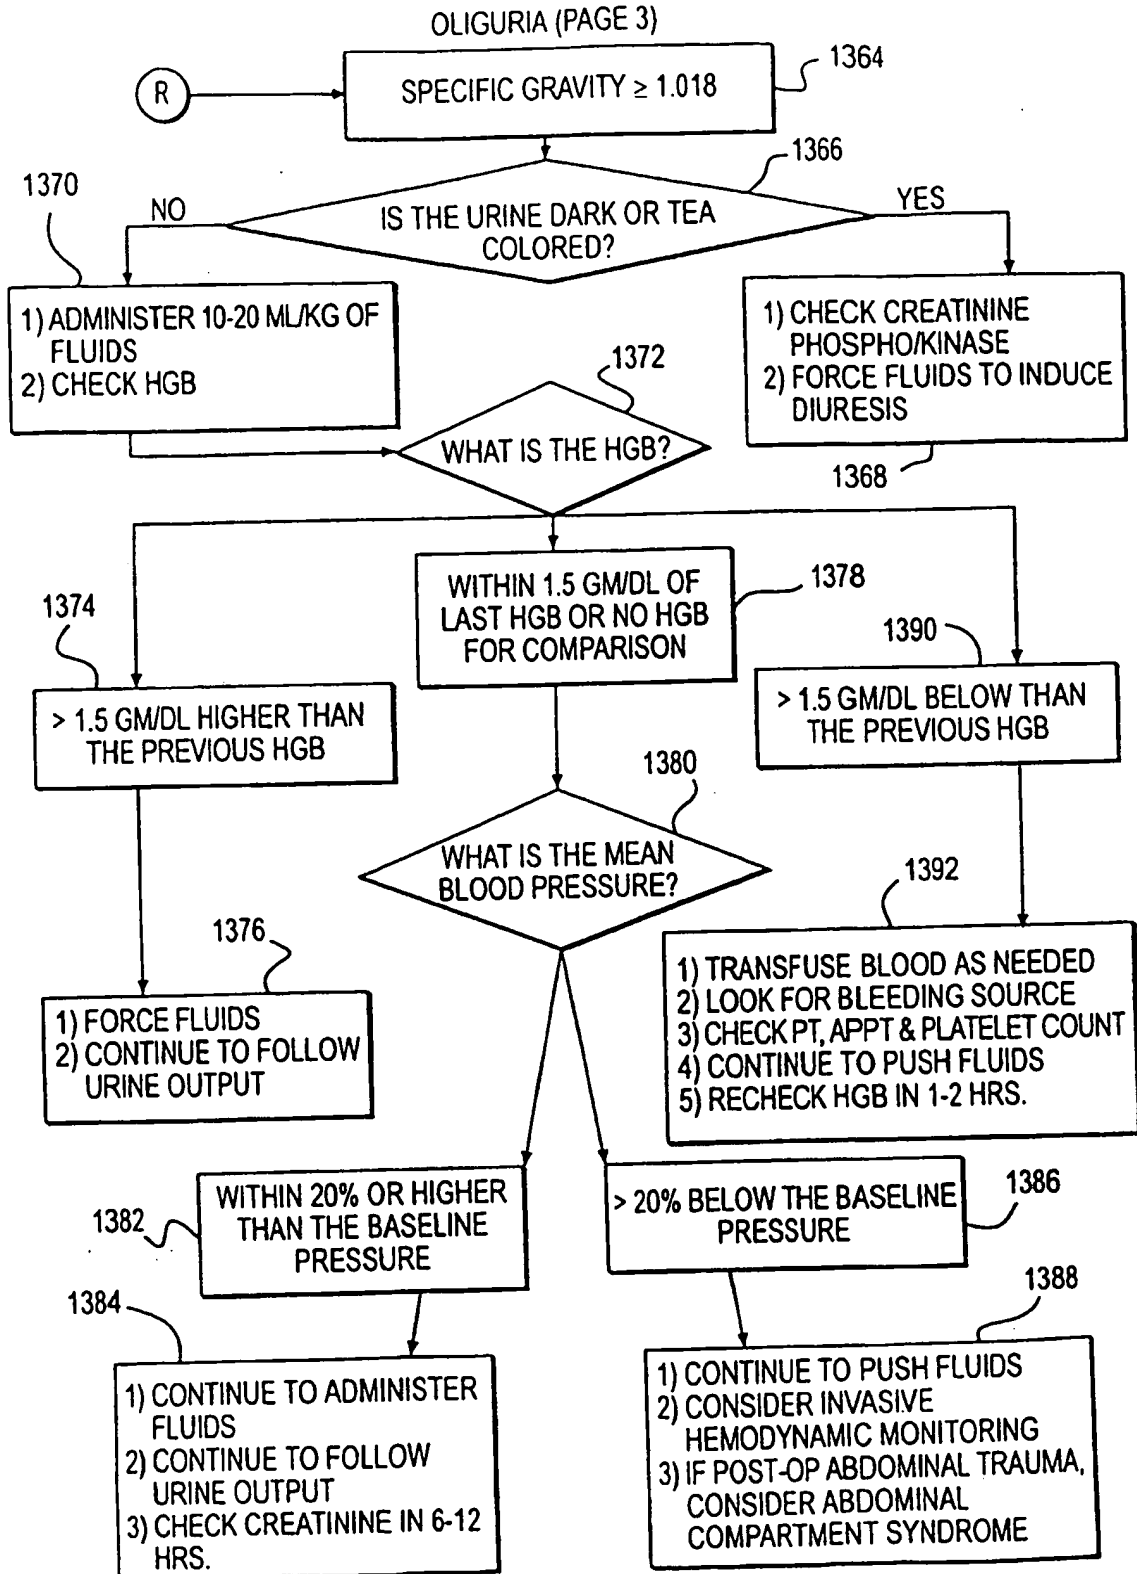 OLIGURIA (PAGE 3)
R
SPECIFIC GRAVITY ≥ 1.018
1364
1366
IS THE URINE DARK OR TEA
COLORED?
NO
YES
1370
1) ADMINISTER 10-20 ML/KG OF
FLUIDS
2) CHECK HGB
1) CHECK CREATININE
PHOSPHO/KINASE
2) FORCE FLUIDS TO INDUCE
DIURESIS
1368
1372
WHAT IS THE HGB?
1374
> 1.5 GM/DL HIGHER THAN
THE PREVIOUS HGB
WITHIN 1.5 GM/DL OF
LAST HGB OR NO HGB
FOR COMPARISON
1378
1390
> 1.5 GM/DL BELOW THAN
THE PREVIOUS HGB
1380
WHAT IS THE MEAN
BLOOD PRESSURE?
1376
1) FORCE FLUIDS
2) CONTINUE TO FOLLOW
URINE OUTPUT
1392
1) TRANSFUSE BLOOD AS NEEDED
2) LOOK FOR BLEEDING SOURCE
3) CHECK PT, APPT & PLATELET COUNT
4) CONTINUE TO PUSH FLUIDS
5) RECHECK HGB IN 1-2 HRS.
1382
WITHIN 20% OR HIGHER
THAN THE BASELINE
PRESSURE
> 20% BELOW THE BASELINE
PRESSURE
1386
1384
1) CONTINUE TO ADMINISTER
FLUIDS
2) CONTINUE TO FOLLOW
URINE OUTPUT
3) CHECK CREATININE IN 6-12
HRS.
1388
1) CONTINUE TO PUSH FLUIDS
2) CONSIDER INVASIVE
HEMODYNAMIC MONITORING
3) IF POST-OP ABDOMINAL TRAUMA,
CONSIDER ABDOMINAL
COMPARTMENT SYNDROME